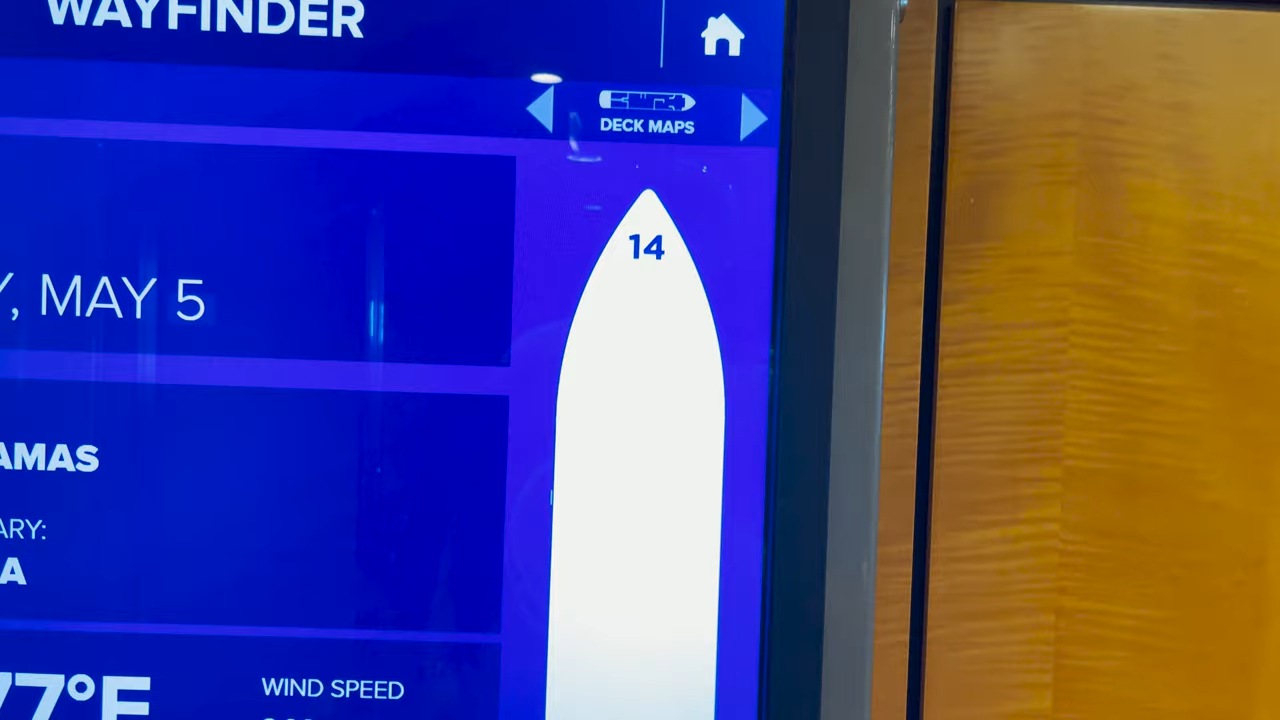 WAYFINDER
DECK MAPS
14
Y, MAY 5
AMAS
ARY:
A
77°F
WIND SPEED